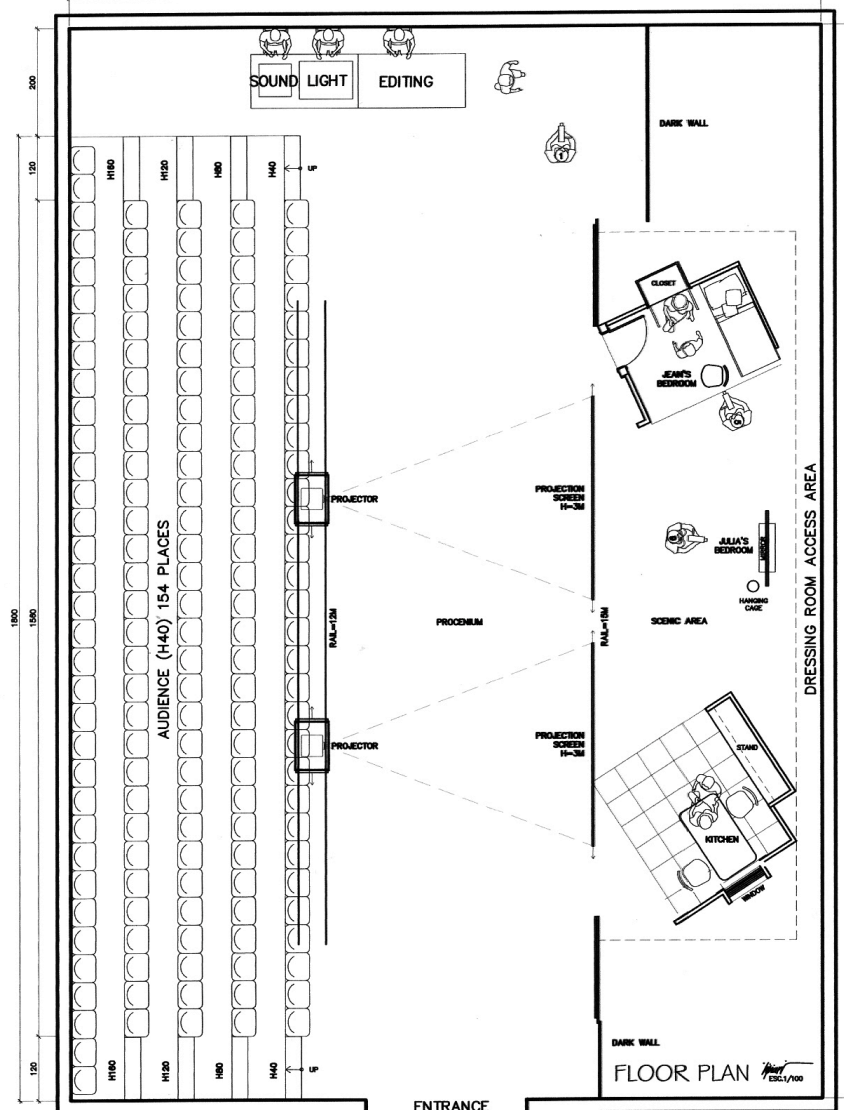 200
120
1800
1560
120
SOUND
LIGHT
EDITING
DARK WALL
H160
H120
H80
H40
UP
CLOSET
JEAN'S
BEDROOM
PROJECTOR
PROJECTION
SCREEN
H=3M
AUDIENCE (H40) 154 PLACES
RAIL=12M
PROCENIUM
RAIL=15M
JULIA'S
BEDROOM
MIRROR
HANGING
CAGE
SCENIC AREA
DRESSING ROOM ACCESS AREA
PROJECTOR
PROJECTION
SCREEN
H=3M
STAND
KITCHEN
WINDOW
H160
H120
H80
H40
UP
DARK WALL
FLOOR PLAN
ESC.1/100
ENTRANCE